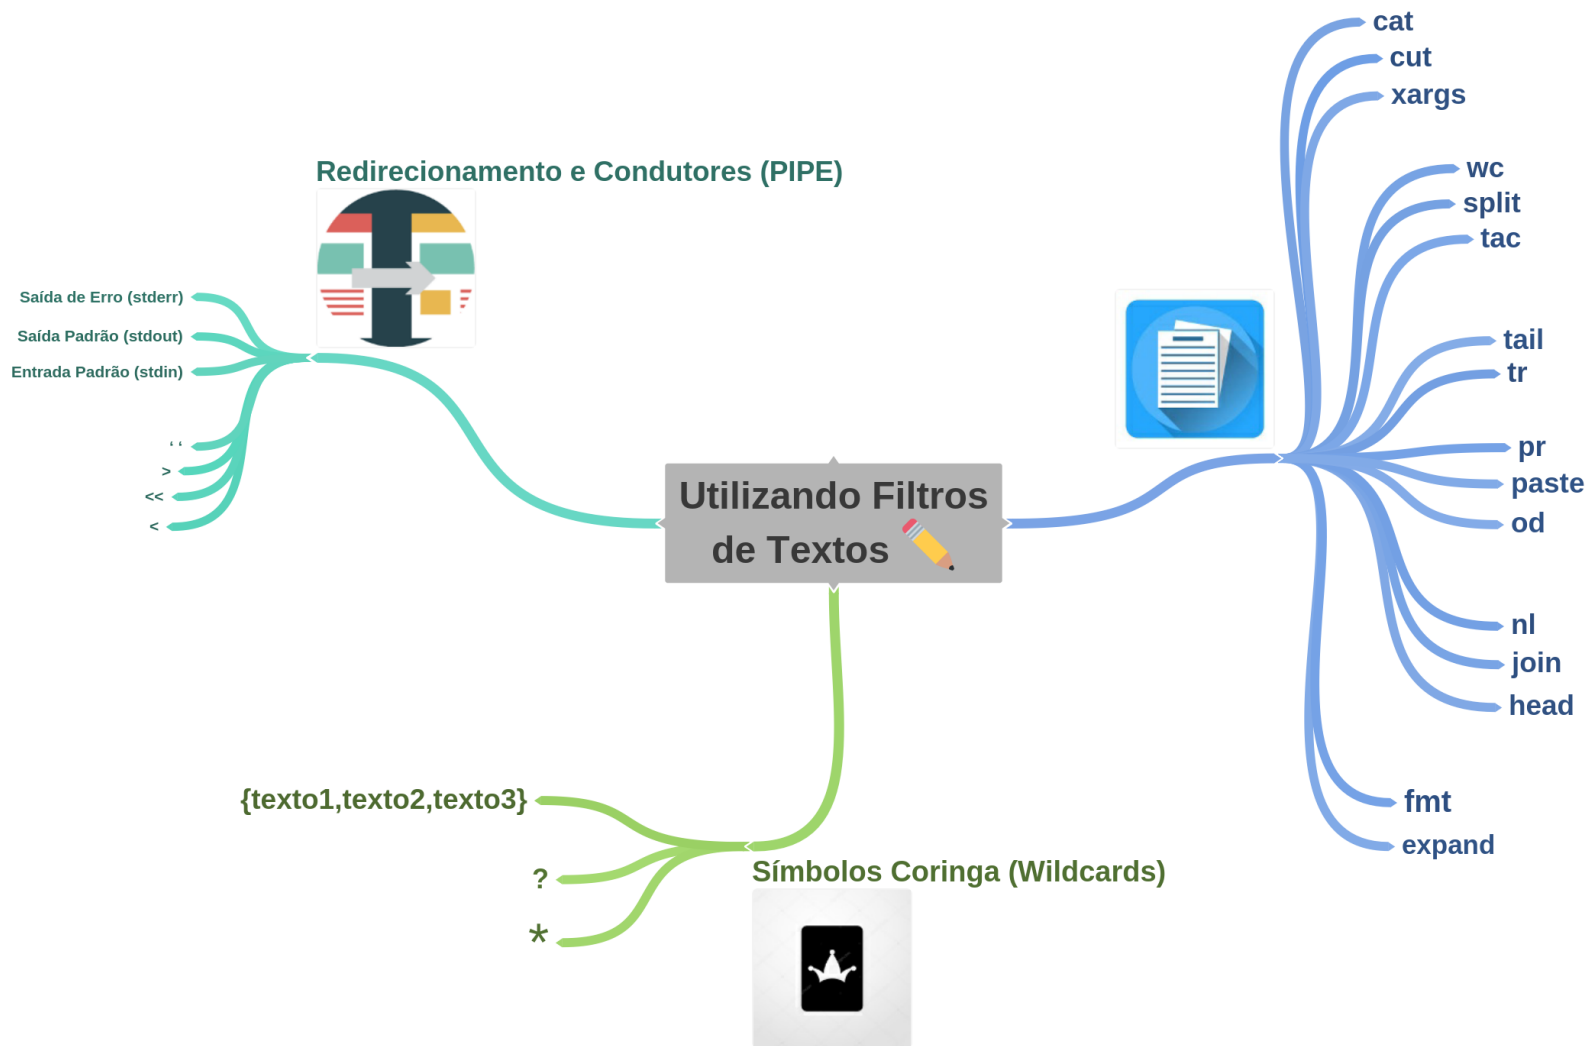 Utilizando Filtros
de Textos
Redirecionamento e Condutores (PIPE)
Saída de Erro (stderr)
Saída Padrão (stdout)
Entrada Padrão (stdin)
‘ ‘
>
<<
<
cat
cut
xargs
wc
split
tac
tail
tr
pr
paste
od
nl
join
head
fmt
expand
Símbolos Coringa (Wildcards)
{texto1,texto2,texto3}
?
*